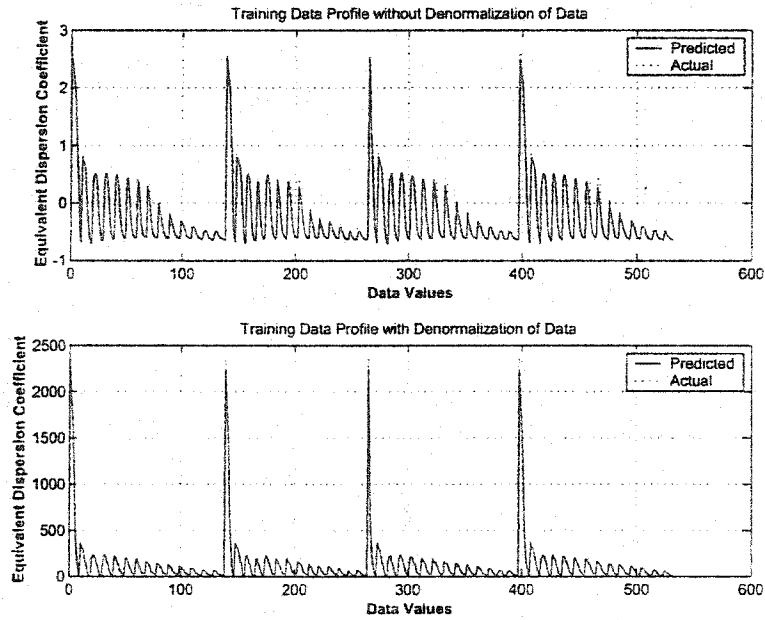 Training Data Profile without Denormalization of Data
Equivalent Dispersion Coefficient
3
2
1
0
-1
0 100 200 300 400 500 600
Data Values
Predicted
Actual
Training Data Profile with Denormalization of Data
Equivalent Dispersion Coefficient
2500
2000
1500
1000
500
0
0 100 200 300 400 500 600
Data Values
Predicted
Actual